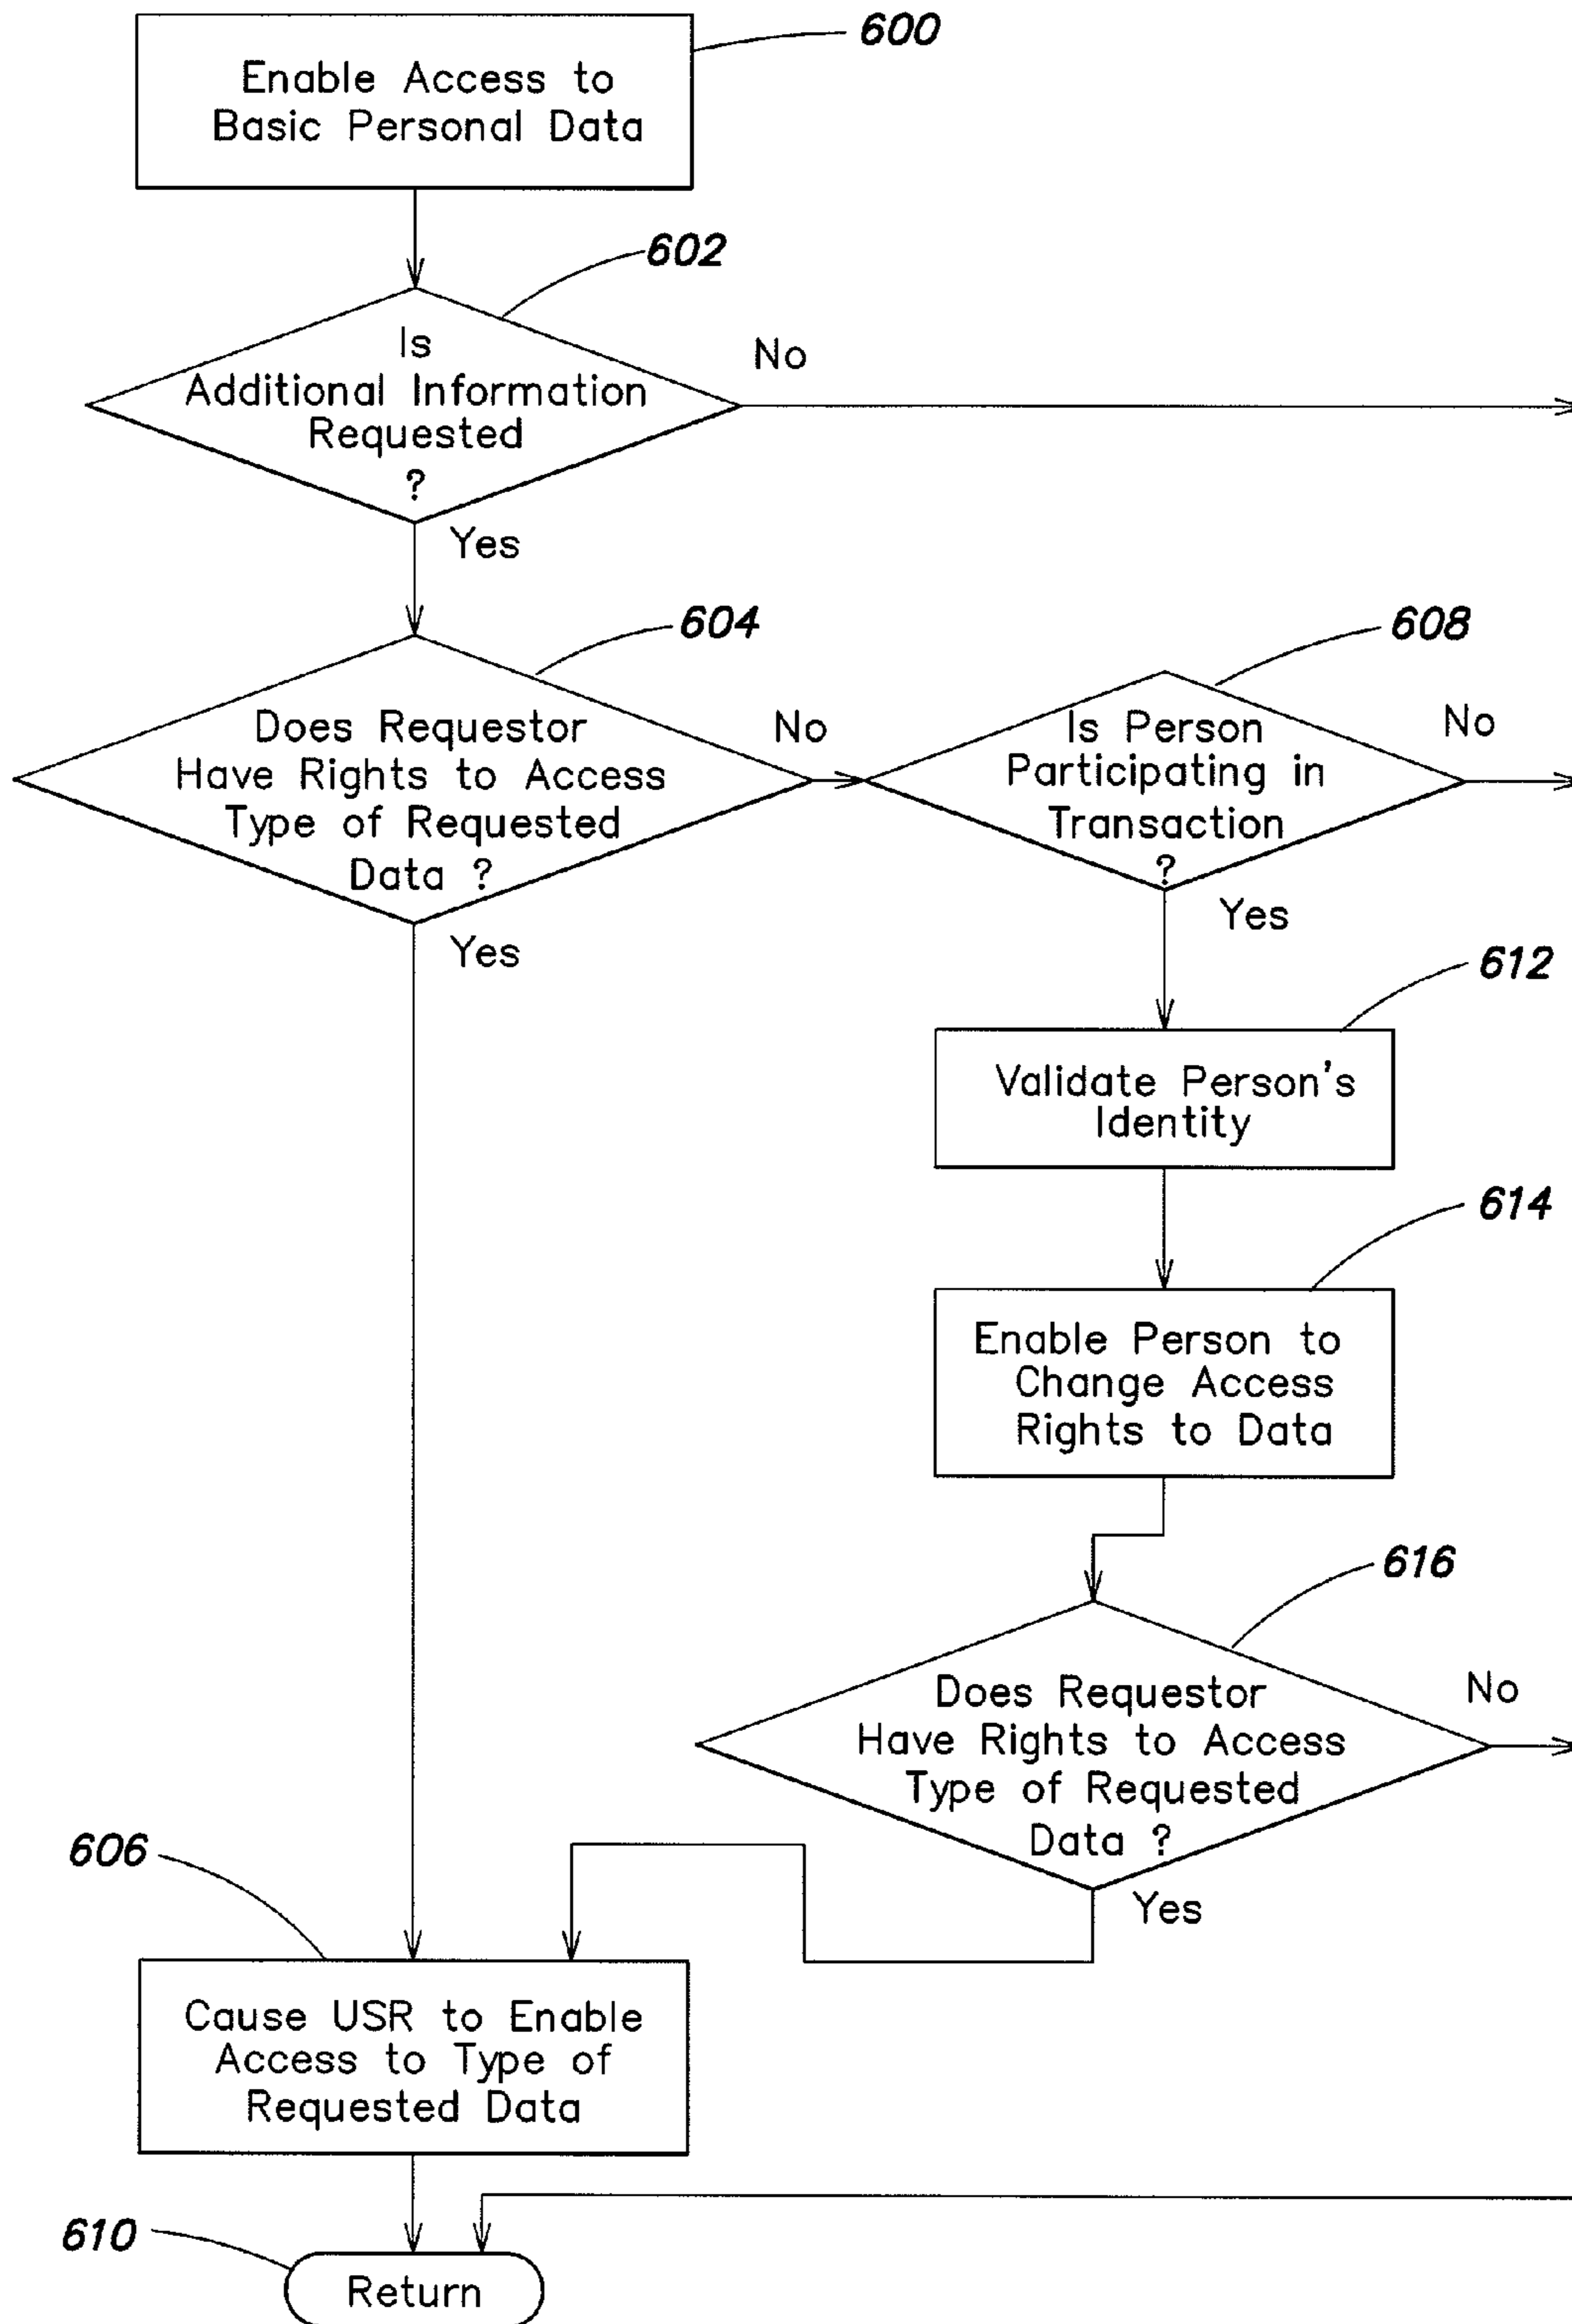 600
Enable Access to
Basic Personal Data
602
Is
Additional Information
Requested
?
No
Yes
604
Does Requestor
Have Rights to Access
Type of Requested
Data ?
No
Yes
608
Is Person
Participating in
Transaction
?
No
Yes
612
Validate Person's
Identity
614
Enable Person to
Change Access
Rights to Data
616
Does Requestor
Have Rights to Access
Type of Requested
Data ?
No
Yes
606
Cause USR to Enable
Access to Type of
Requested Data
610
Return